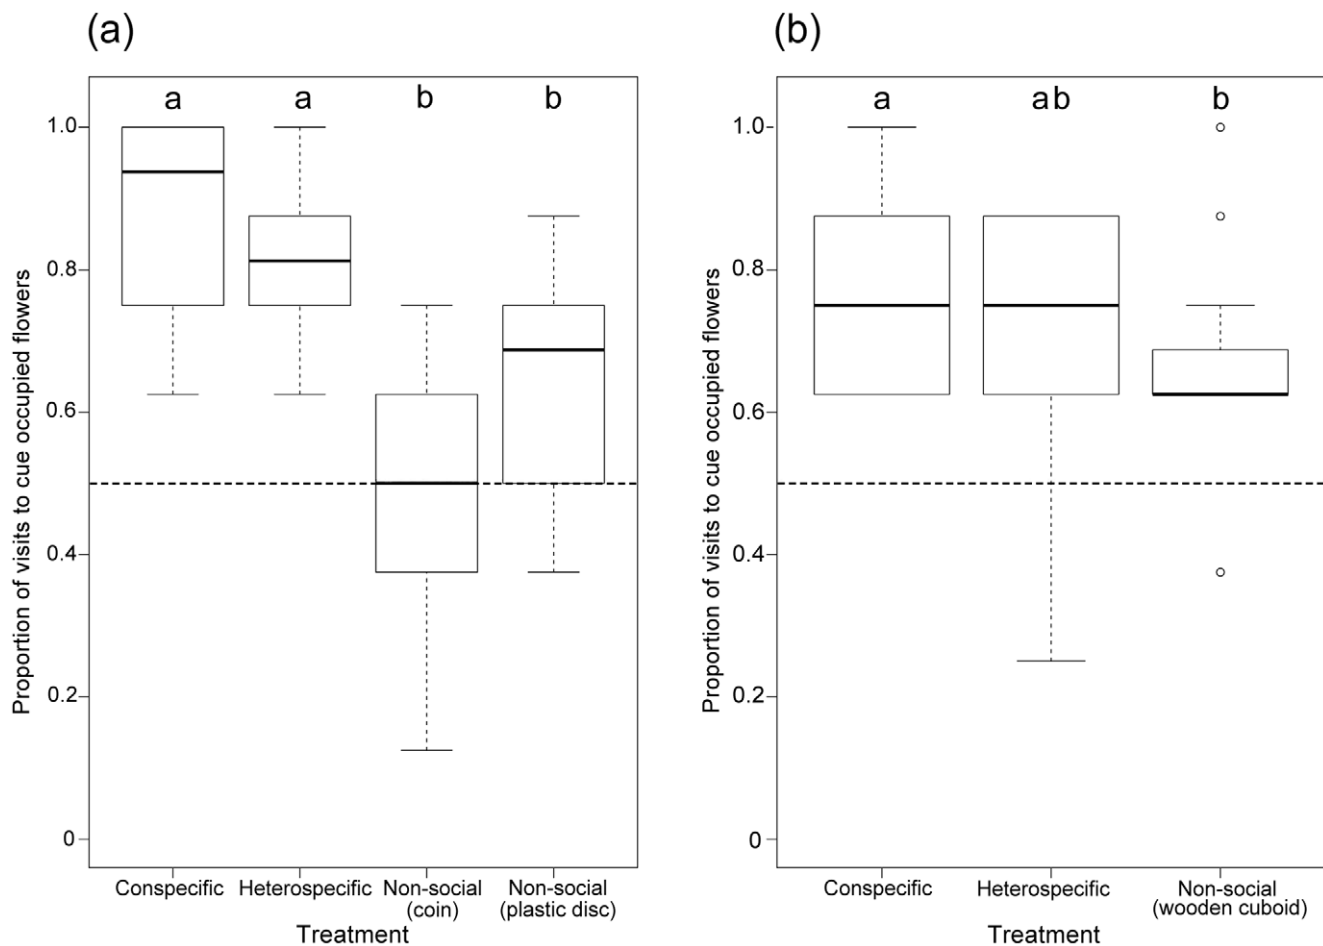 (a)
a a b b
1.0
0.8
0.6
0.4
0.2
0
Proportion of visits to cue occupied flowers
Conspecific Heterospecific Non-social Non-social
(coin) (plastic disc)
Treatment
(b)
a ab b
1.0
0.8
0.6
0.4
0.2
0
Proportion of visits to cue occupied flowers
Conspecific Heterospecific Non-social
(wooden cuboid)
Treatment